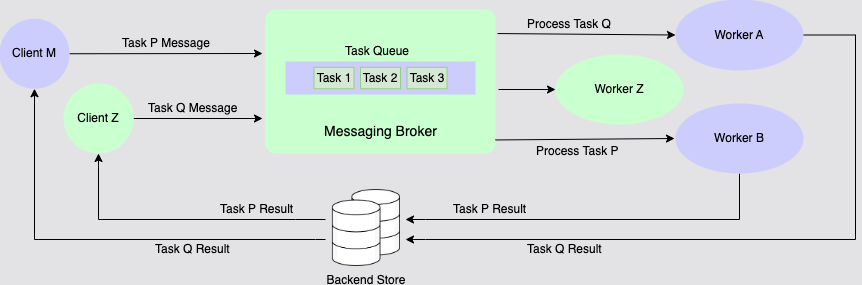 Client M
Task P Message
Client Z
Task Q Message
Task Queue
Task 1
Task 2
Task 3
Messaging Broker
Process Task Q
Worker A
Worker Z
Process Task P
Worker B
Task P Result
Task P Result
Task Q Result
Task Q Result
Backend Store